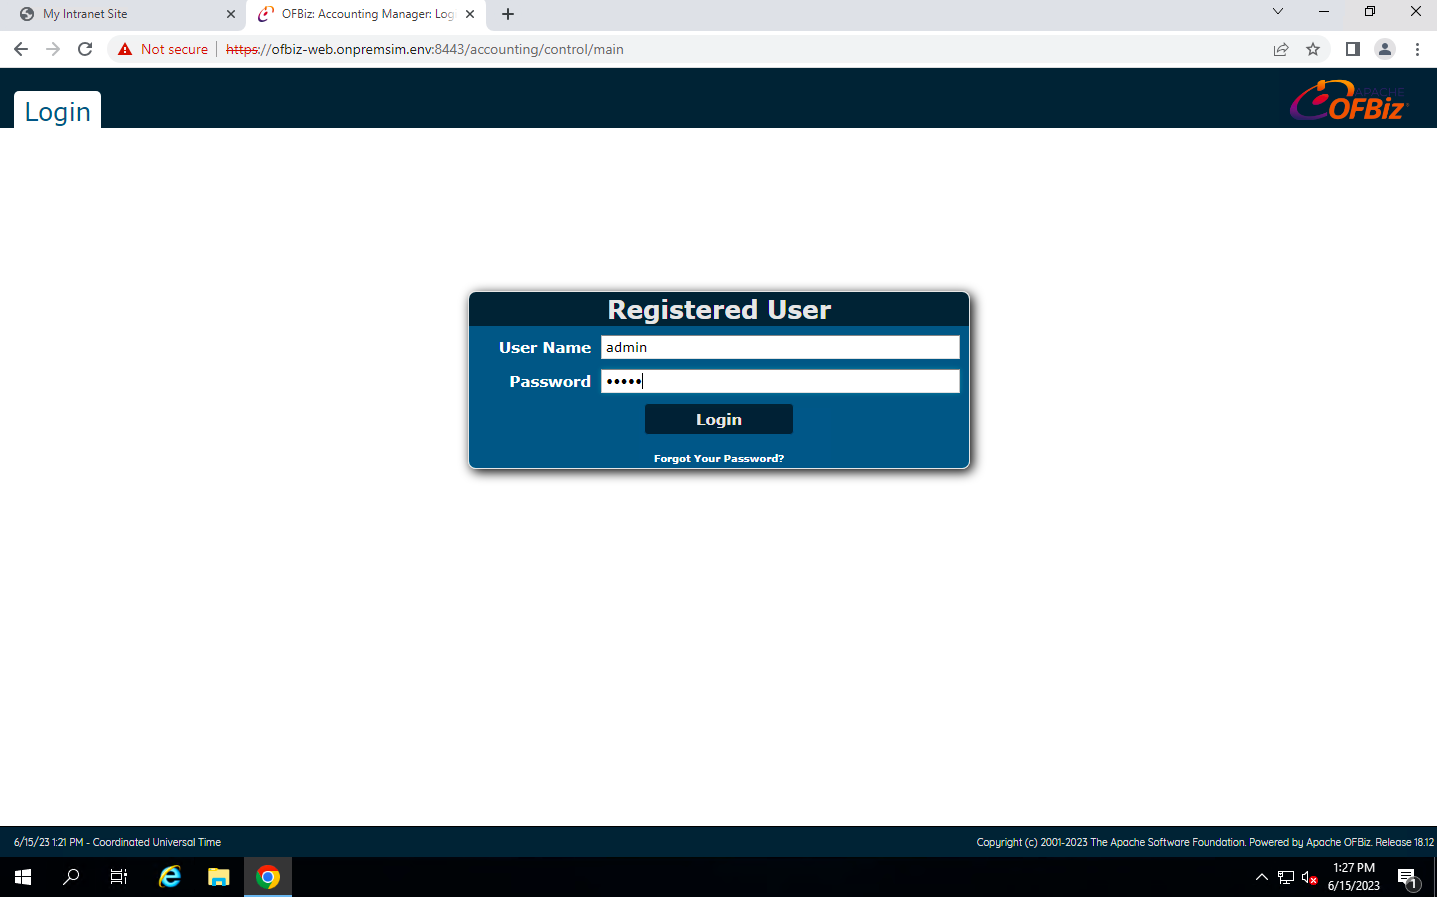 My Intranet Site
OFBiz: Accounting Manager: Log
Not secure
https://ofbiz-web.onpremsim.env:8443/accounting/control/main
Login
APACHE
OFBiz
Registered User
User Name
admin
Password
•••••
Login
Forgot Your Password?
6/15/23 1:21 PM - Coordinated Universal Time
Copyright (c) 2001-2023 The Apache Software Foundation. Powered by Apache OFBiz. Release 18.12
1:27 PM
6/15/2023
1